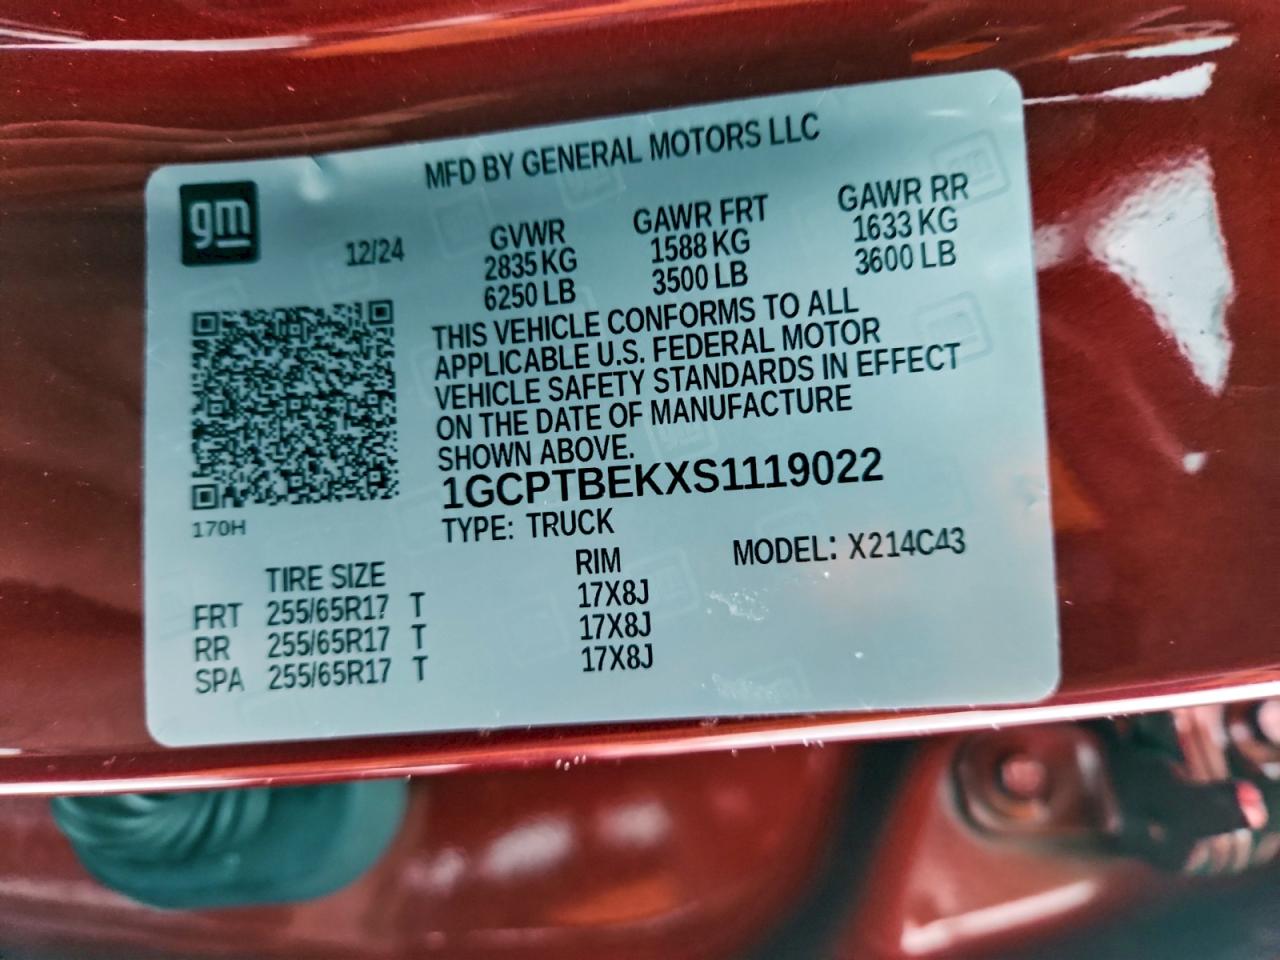 MFD BY GENERAL MOTORS LLC
gm
12/24
GVWR GAWR FRT GAWR RR
2835 KG 1588 KG 1633 KG
6250 LB 3500 LB 3600 LB
THIS VEHICLE CONFORMS TO ALL
APPLICABLE U.S. FEDERAL MOTOR
VEHICLE SAFETY STANDARDS IN EFFECT
ON THE DATE OF MANUFACTURE
SHOWN ABOVE.
1GCPTBEKXS1119022
170H
TYPE: TRUCK
MODEL: X214C43
TIRE SIZE RIM
FRT 255/65R17 T 17X8J
RR 255/65R17 T 17X8J
SPA 255/65R17 T 17X8J